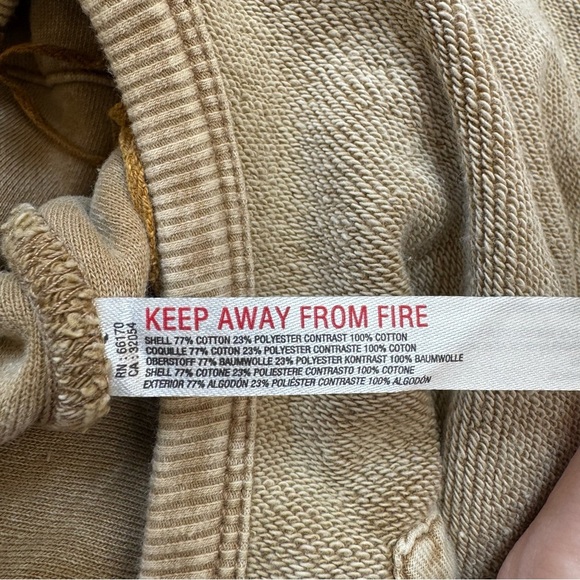 KEEP AWAY FROM FIRE
SHELL 77% COTTON 23% POLYESTER CONTRAST 100% COTTON
COQUILLE 77% COTON 23% POLYESTER CONTRASTE 100% COTON
OBERSTOFF 77% BAUMWOLLE 23% POLYESTER KONTRAST 100% BAUMWOLLE
SHELL 77% COTONE 23% POLIESTERE CONTRASTO 100% COTONE
EXTERIOR 77% ALGODÓN 23% POLIÉSTER CONTRASTE 100% ALGODÓN
RN : 66170
CA : 32054